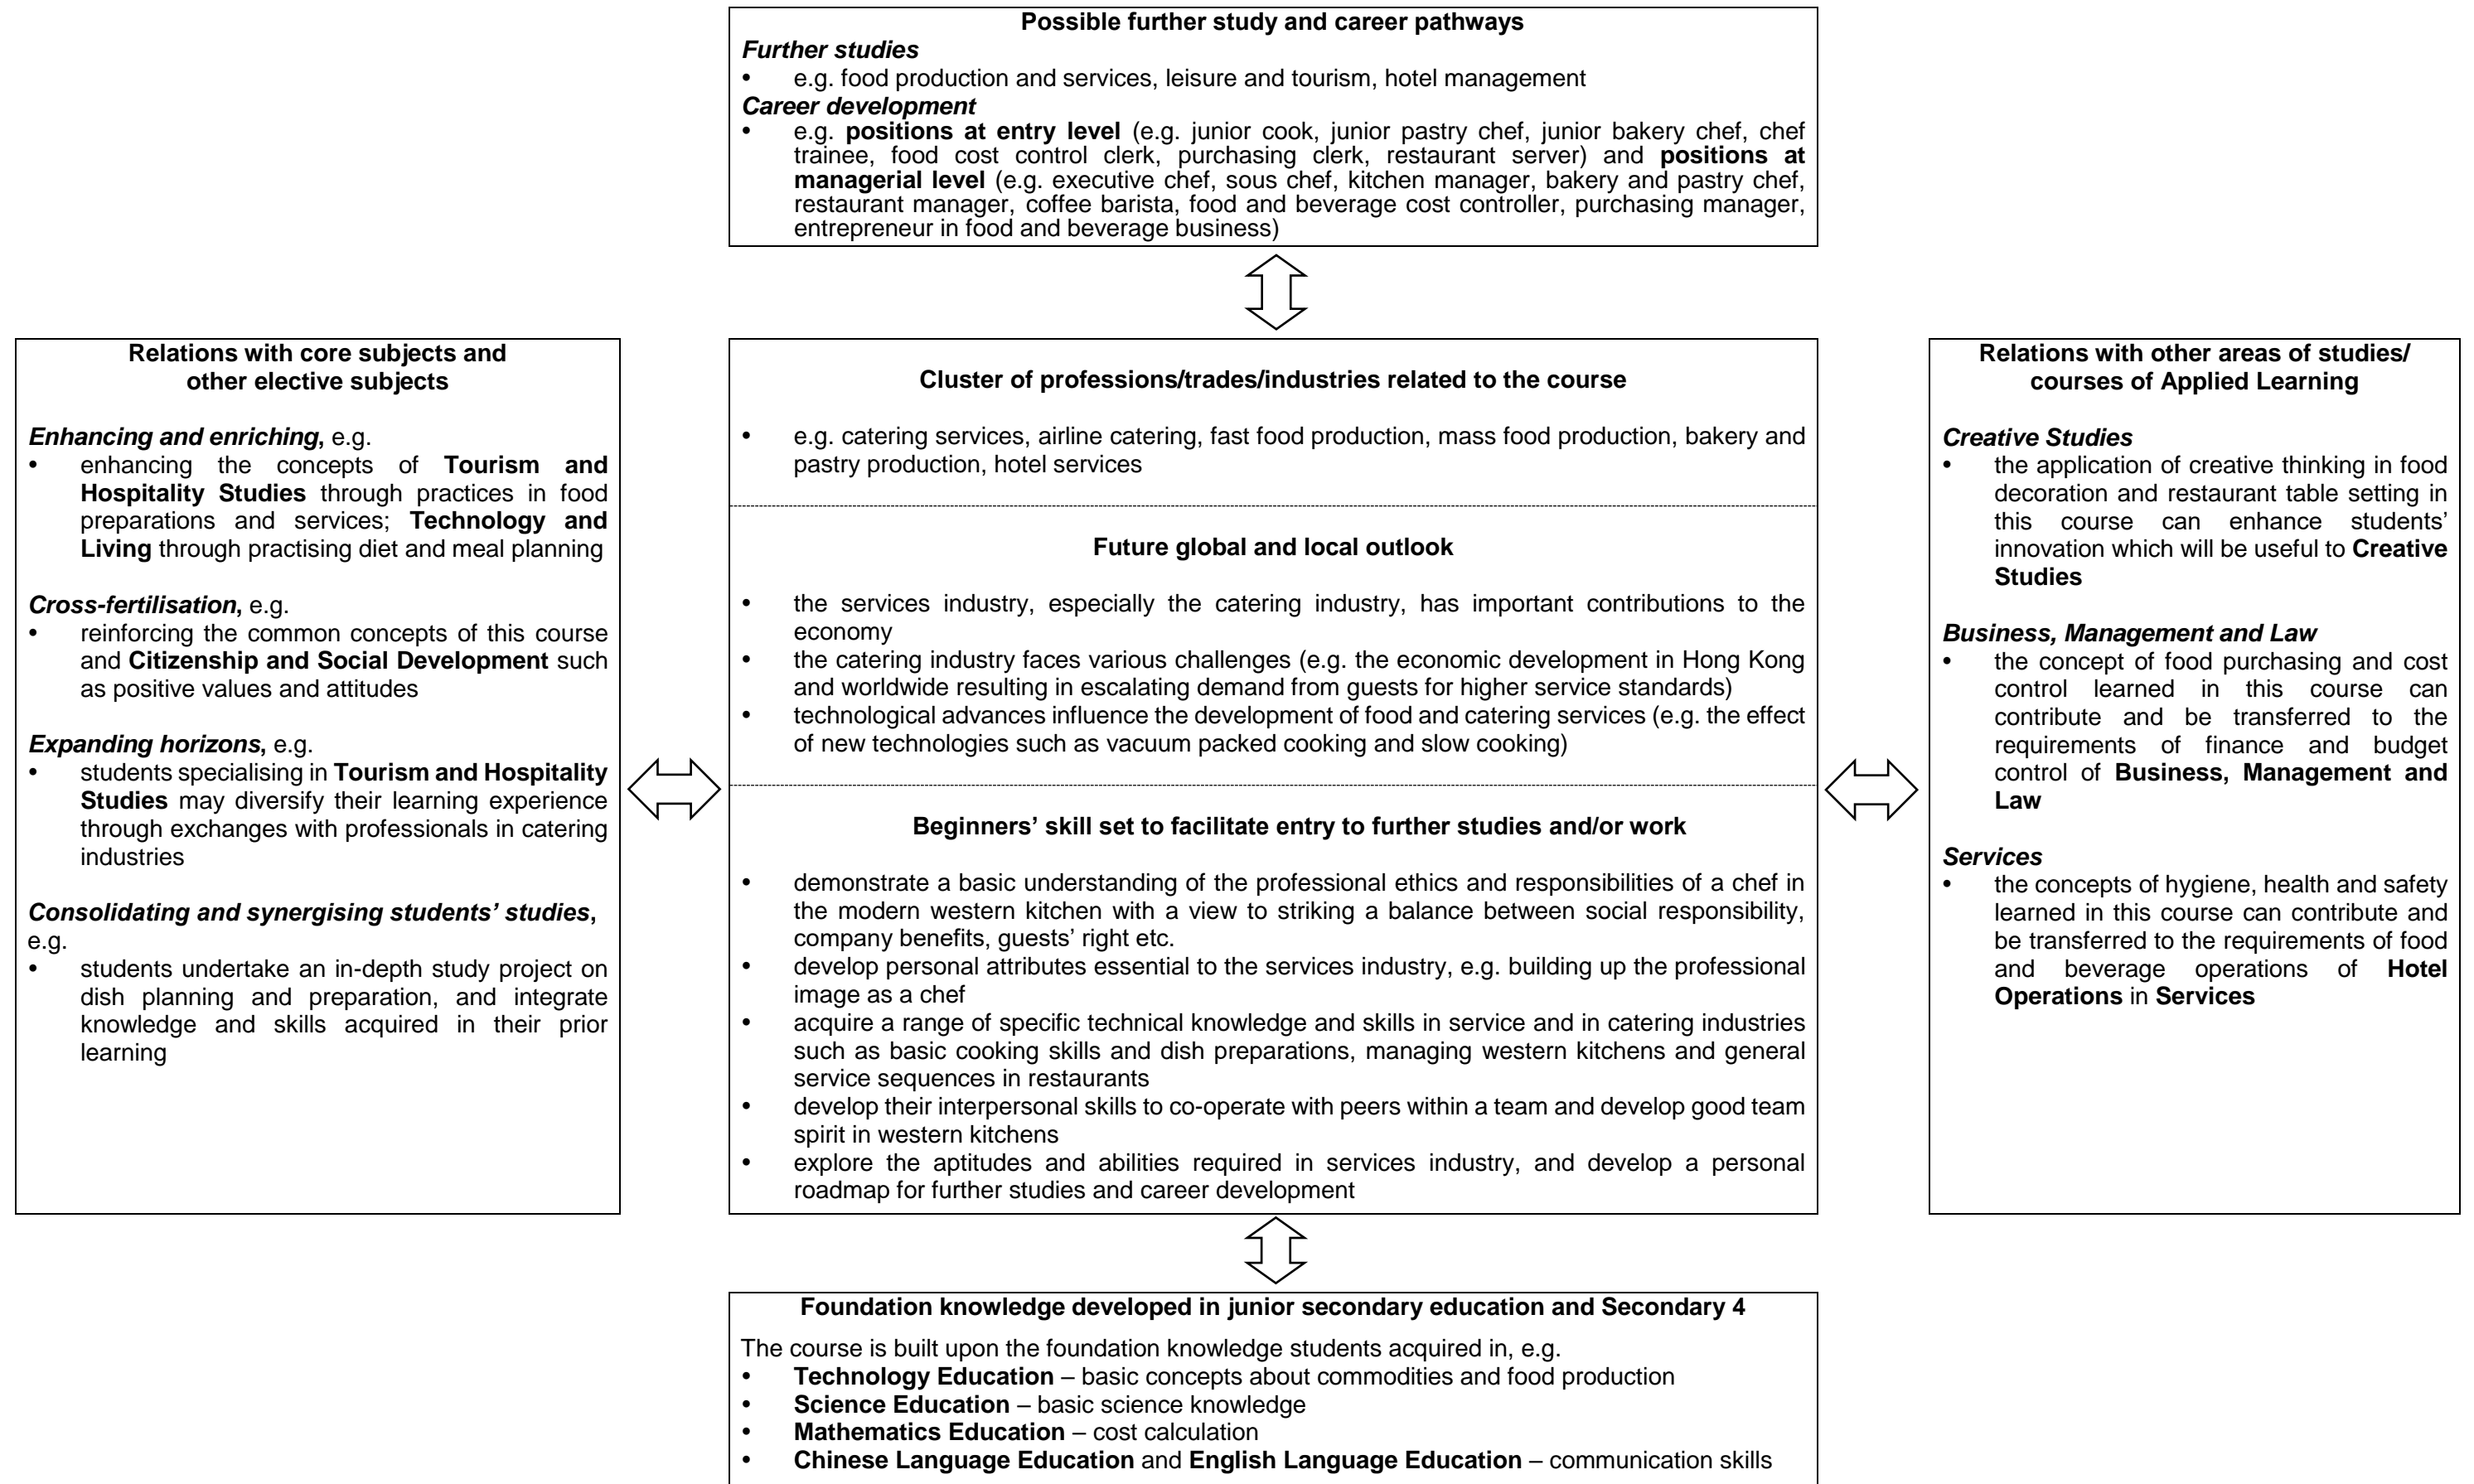 Possible further study and career pathways
Further studies
• e.g. food production and services, leisure and tourism, hotel management
Career development
• e.g. positions at entry level (e.g. junior cook, junior pastry chef, junior bakery chef, chef
trainee, food cost control clerk, purchasing clerk, restaurant server) and positions at
managerial level (e.g. executive chef, sous chef, kitchen manager, bakery and pastry chef,
restaurant manager, coffee barista, food and beverage cost controller, purchasing manager,
entrepreneur in food and beverage business)
Relations with core subjects and
other elective subjects
Enhancing and enriching, e.g.
• enhancing the concepts of Tourism and
Hospitality Studies through practices in food
preparations and services; Technology and
Living through practising diet and meal planning
Cross-fertilisation, e.g.
• reinforcing the common concepts of this course
and Citizenship and Social Development such
as positive values and attitudes
Expanding horizons, e.g.
• students specialising in Tourism and Hospitality
Studies may diversify their learning experience
through exchanges with professionals in catering
industries
Consolidating and synergising students’ studies,
e.g.
• students undertake an in-depth study project on
dish planning and preparation, and integrate
knowledge and skills acquired in their prior
learning
Cluster of professions/trades/industries related to the course
• e.g. catering services, airline catering, fast food production, mass food production, bakery and
pastry production, hotel services
Future global and local outlook
• the services industry, especially the catering industry, has important contributions to the
economy
• the catering industry faces various challenges (e.g. the economic development in Hong Kong
and worldwide resulting in escalating demand from guests for higher service standards)
• technological advances influence the development of food and catering services (e.g. the effect
of new technologies such as vacuum packed cooking and slow cooking)
Beginners’ skill set to facilitate entry to further studies and/or work
• demonstrate a basic understanding of the professional ethics and responsibilities of a chef in
the modern western kitchen with a view to striking a balance between social responsibility,
company benefits, guests’ right etc.
• develop personal attributes essential to the services industry, e.g. building up the professional
image as a chef
• acquire a range of specific technical knowledge and skills in service and in catering industries
such as basic cooking skills and dish preparations, managing western kitchens and general
service sequences in restaurants
• develop their interpersonal skills to co-operate with peers within a team and develop good team
spirit in western kitchens
• explore the aptitudes and abilities required in services industry, and develop a personal
roadmap for further studies and career development
Relations with other areas of studies/
courses of Applied Learning
Creative Studies
• the application of creative thinking in food
decoration and restaurant table setting in
this course can enhance students’
innovation which will be useful to Creative
Studies
Business, Management and Law
• the concept of food purchasing and cost
control learned in this course can
contribute and be transferred to the
requirements of finance and budget
control of Business, Management and
Law
Services
• the concepts of hygiene, health and safety
learned in this course can contribute and
be transferred to the requirements of food
and beverage operations of Hotel
Operations in Services
Foundation knowledge developed in junior secondary education and Secondary 4
The course is built upon the foundation knowledge students acquired in, e.g.
• Technology Education – basic concepts about commodities and food production
• Science Education – basic science knowledge
• Mathematics Education – cost calculation
• Chinese Language Education and English Language Education – communication skills